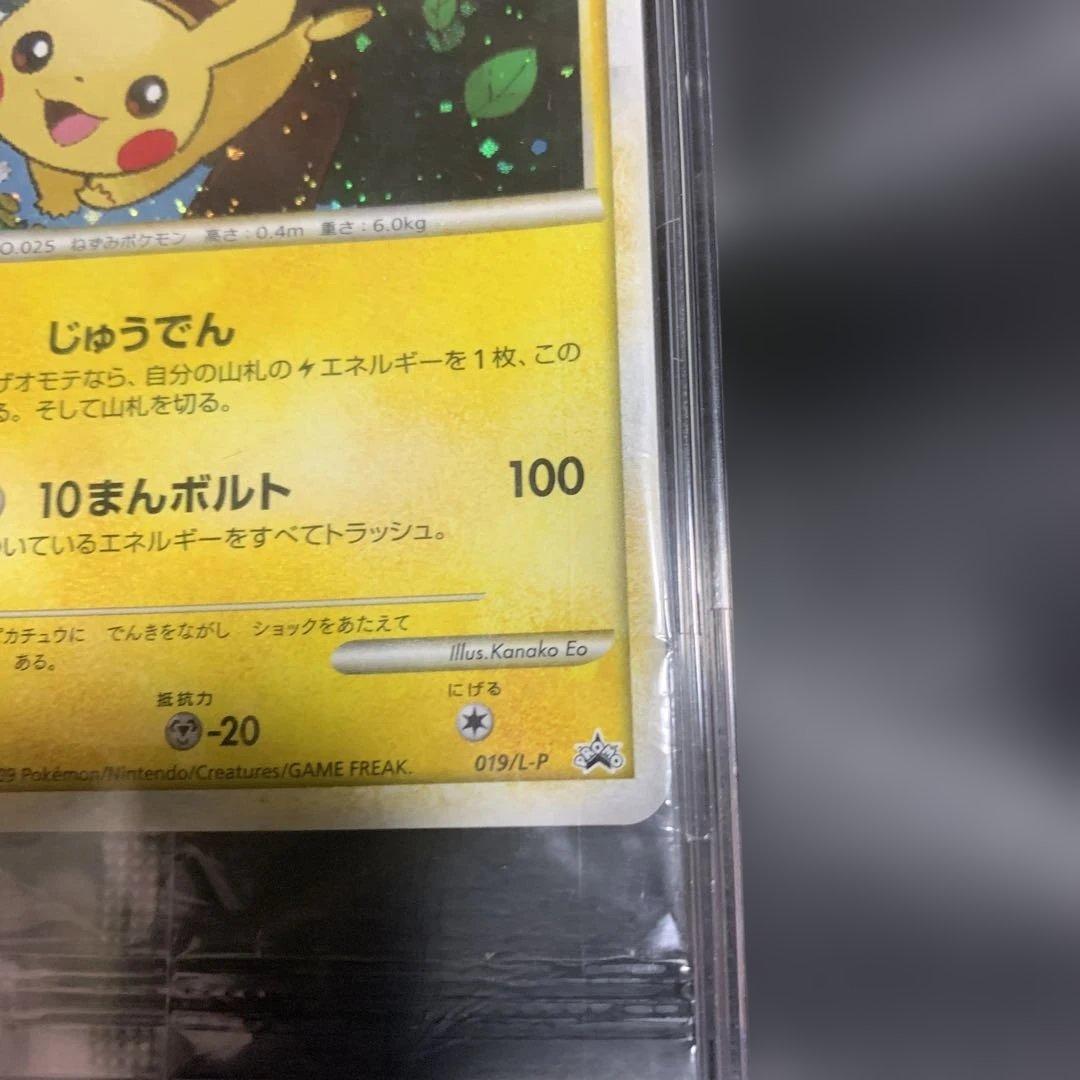 O.025 ねずみポケモン 高さ:0.4m 重さ:6.0kg
じゅうでん
ザオモテなら、自分の山札のエネルギーを1枚、この
る。そして山札を切る。
10まんボルト 100
いているエネルギーをすべてトラッシュ。
ピカチュウに でんきをながし ショックをあたえて
ある。
Illus.Kanako Eo
抵抗力 にげる
-20
09 Pokémon/Nintendo/Creatures/GAME FREAK. 019/L-P